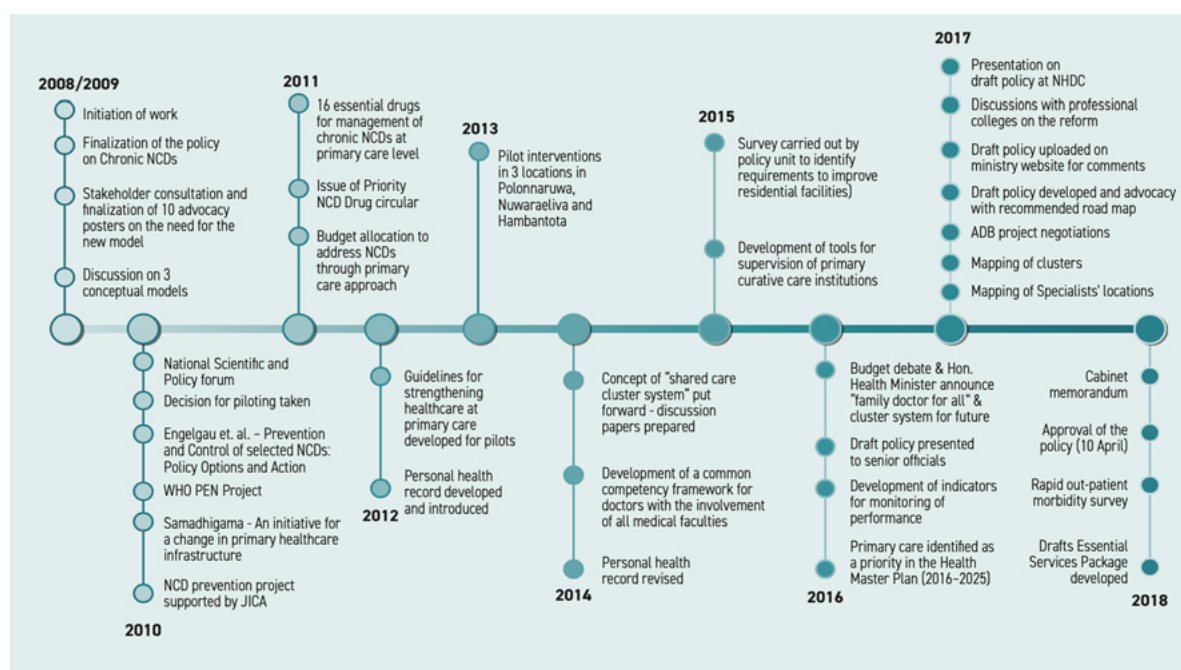 2008/2009
Initiation of work
Finalization of the policy
on Chronic NCDs
Stakeholder consultation and
finalization of 10 advocacy
posters on the need for the
new model
Discussion on 3
conceptual models
2011
16 essential drugs
for management of
chronic NCDs at
primary care level
Issue of Priority
NCD Drug circular
Budget allocation to
address NCDs
through primary
care approach
2013
Pilot interventions
in 3 locations in
Polonnaruwa,
Nuwaraeliva and
Hambantota
2015
Survey carried out by
policy unit to identify
requirements to improve
residential facilities)
Development of tools for
supervision of primary
curative care institutions
2017
Presentation on
draft policy at NHDC
Discussions with professional
colleges on the reform
Draft policy uploaded on
ministry website for comments
Draft policy developed and advocacy
with recommended road map
ADB project negotiations
Mapping of clusters
Mapping of Specialists' locations
National Scientific and
Policy forum
Decision for piloting taken
Engelgau et. al. – Prevention
and Control of selected NCDs:
Policy Options and Action
WHO PEN Project
Samadhigama - An initiative for
a change in primary healthcare
infrastructure
NCD prevention project
supported by JICA
2010
Guidelines for
strengthening
healthcare at
primary care
developed for pilots
Personal health
record developed
and introduced
2012
Concept of "shared care
cluster system" put
forward - discussion
papers prepared
Development of a common
competency framework for
doctors with the involvement
of all medical faculties
Personal health
record revised
2014
Budget debate & Hon.
Health Minister announce
"family doctor for all" &
cluster system for future
Draft policy presented
to senior officials
Development of indicators
for monitoring of
performance
Primary care identified as
a priority in the Health
Master Plan (2016–2025)
2016
Cabinet
memorandum
Approval of the
policy (10 April)
Rapid out-patient
morbidity survey
Drafts Essential
Services Package
developed
2018